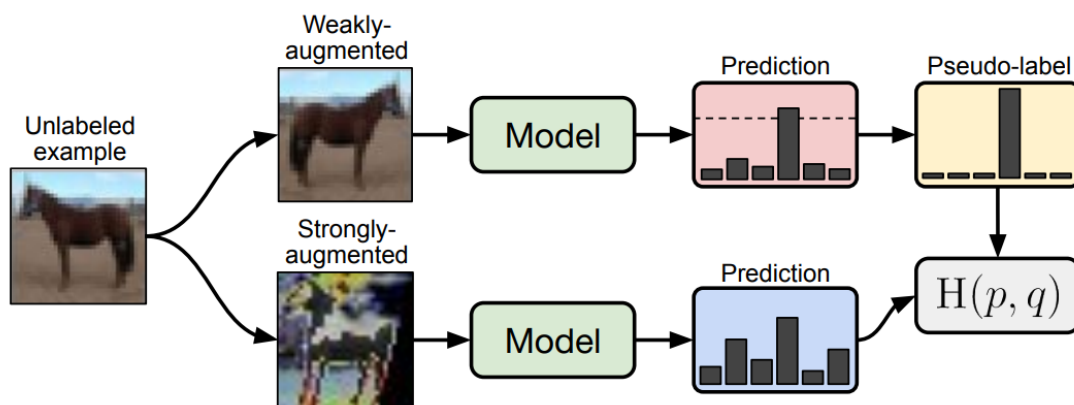 Unlabeled
example
Weakly-
augmented
Model
Prediction
Pseudo-label
Strongly-
augmented
Model
Prediction
H(p, q)